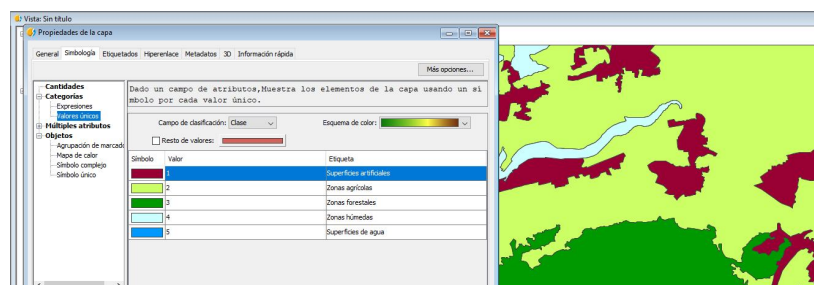 Vista: Sin título
Propiedades de la capa
General Simbología Etiquetados Hiperenlace Metadatos 3D Información rápida
Más opciones...
Cantidades
Categorías
Expresiones
Valores únicos
Múltiples atributos
Objetos
Agrupación de marcado
Mapa de calor
Símbolo complejo
Símbolo único
Dado un campo de atributos,Muestra los elementos de la capa usando un sí
mbolo por cada valor único.
Campo de clasificación: Clase Esquema de color:
Resto de valores:
Símbolo Valor Etiqueta
1 Superficies artificiales
2 Zonas agrícolas
3 Zonas forestales
4 Zonas húmedas
5 Superficies de agua